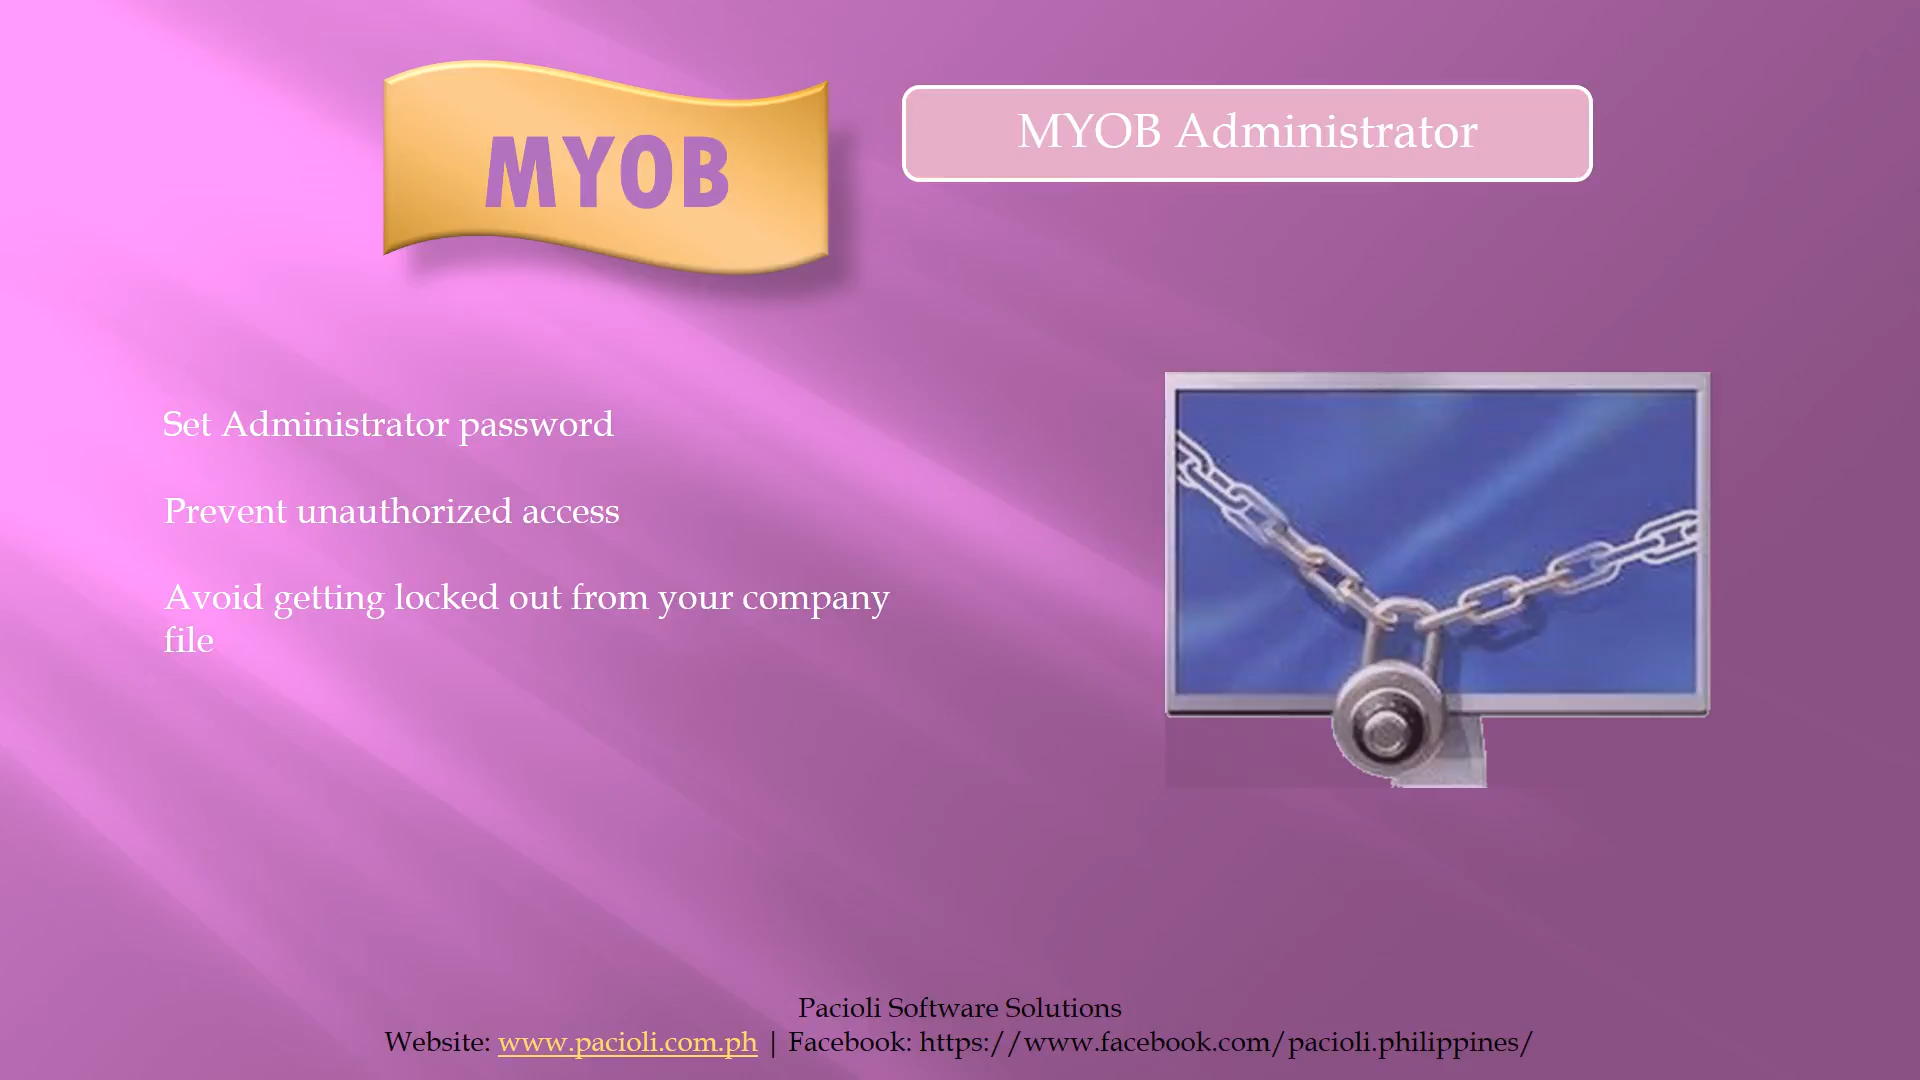 MYOB
MYOB Administrator
Set Administrator password
Prevent unauthorized access
Avoid getting locked out from your company
file
Pacioli Software Solutions
Website: www.pacioli.com.ph | Facebook: https://www.facebook.com/pacioli.philippines/